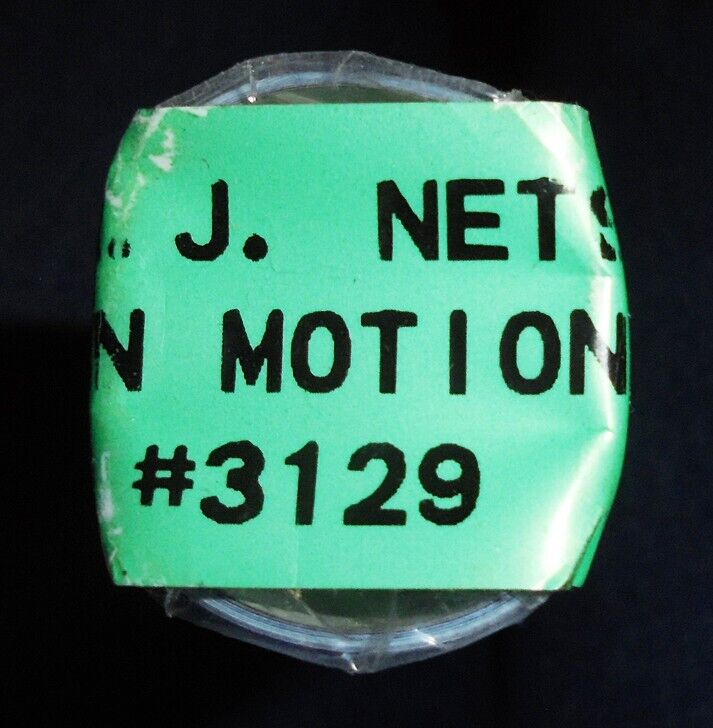 . J. NETS
N MOTION
#3129